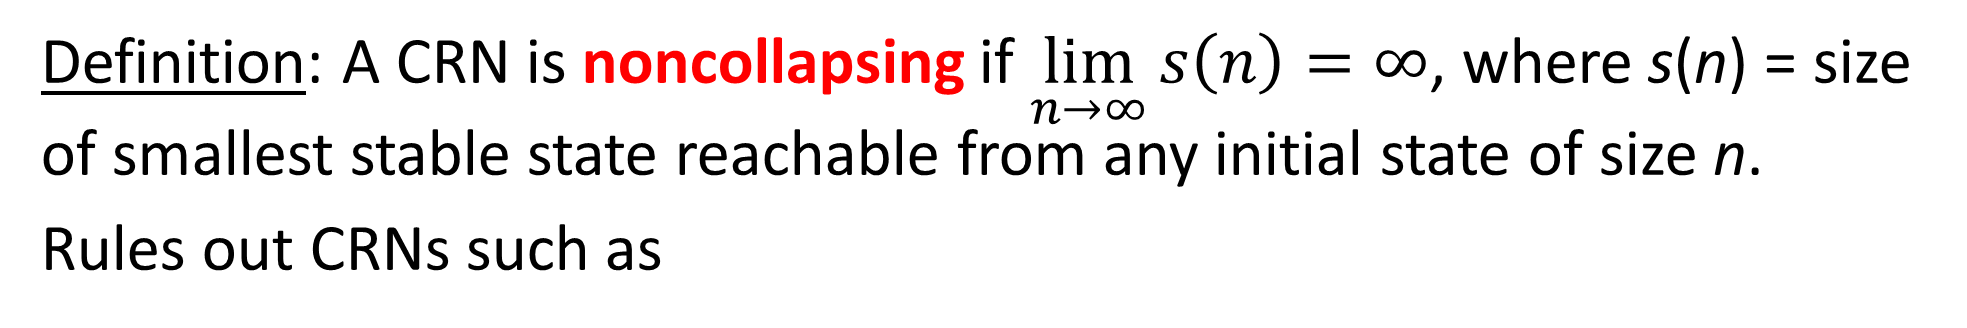 Definition: A CRN is noncollapsing if lim n→∞ s(n) = ∞, where s(n) = size
of smallest stable state reachable from any initial state of size n.
Rules out CRNs such as